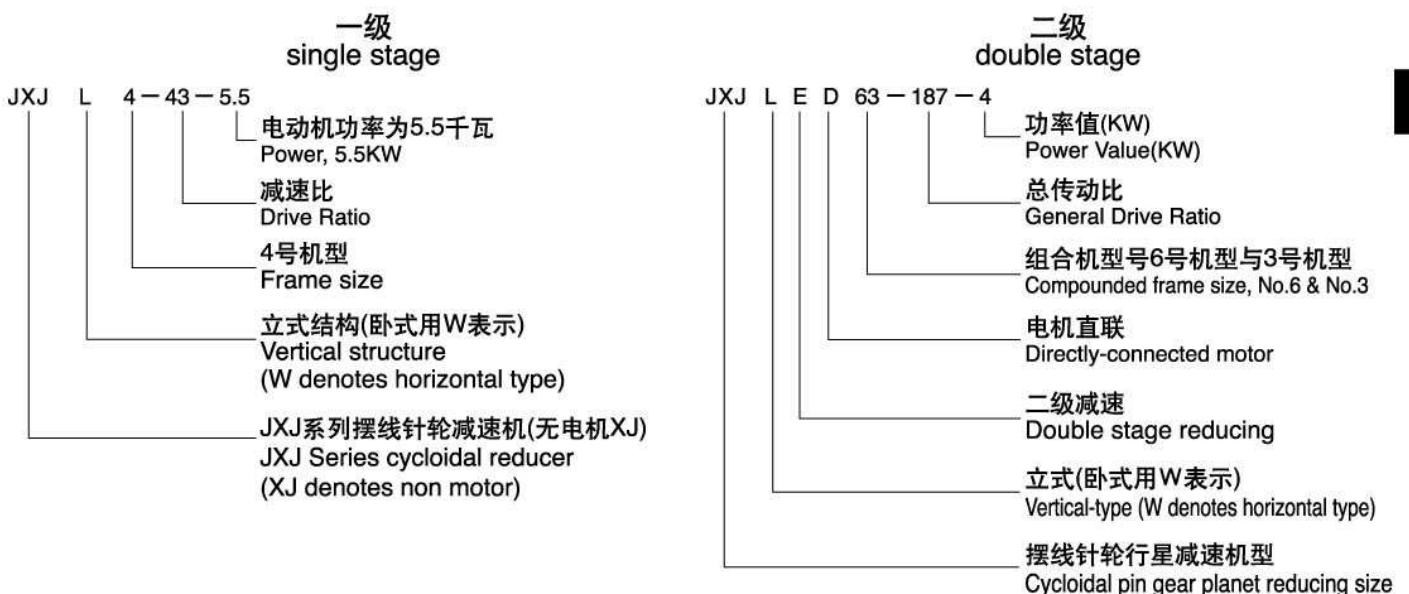 一级
single stage
JXJ L 4－43－5.5
电动机功率为5.5千瓦
Power, 5.5KW
减速比
Drive Ratio
4号机型
Frame size
立式结构(卧式用W表示)
Vertical structure
(W denotes horizontal type)
JXJ系列摆线针轮减速机(无电机XJ)
JXJ Series cycloidal reducer
(XJ denotes non motor)
二级
double stage
JXJ L E D 63－187－4
功率值(KW)
Power Value(KW)
总传动比
General Drive Ratio
组合机型号6号机型与3号机型
Compounded frame size, No.6 & No.3
电机直联
Directly-connected motor
二级减速
Double stage reducing
立式(卧式用W表示)
Vertical-type (W denotes horizontal type)
摆线针轮行星减速机型
Cycloidal pin gear planet reducing size